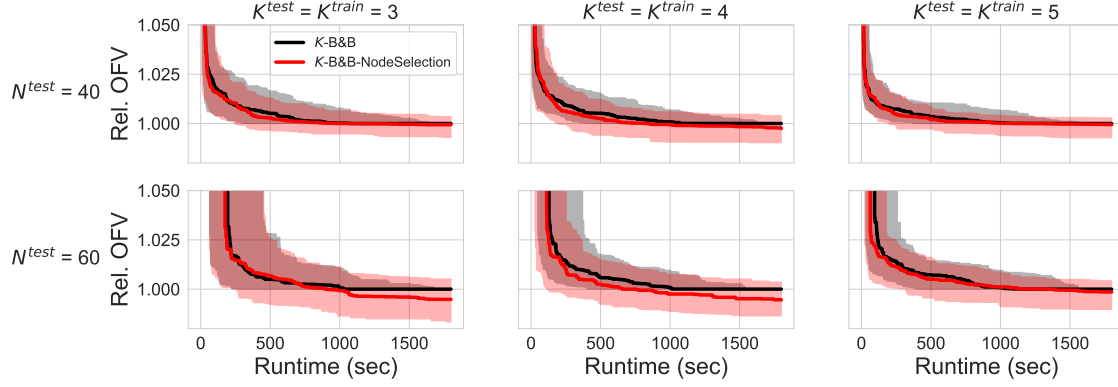 K^test = K^train = 3
K^test = K^train = 4
K^test = K^train = 5
1.050
1.025
1.000
Rel. OFV
N^test = 40
K-B&B
K-B&B-NodeSelection
1.050
1.025
1.000
Rel. OFV
N^test = 60
0 500 1000 1500
0 500 1000 1500
0 500 1000 1500
Runtime (sec)
Runtime (sec)
Runtime (sec)